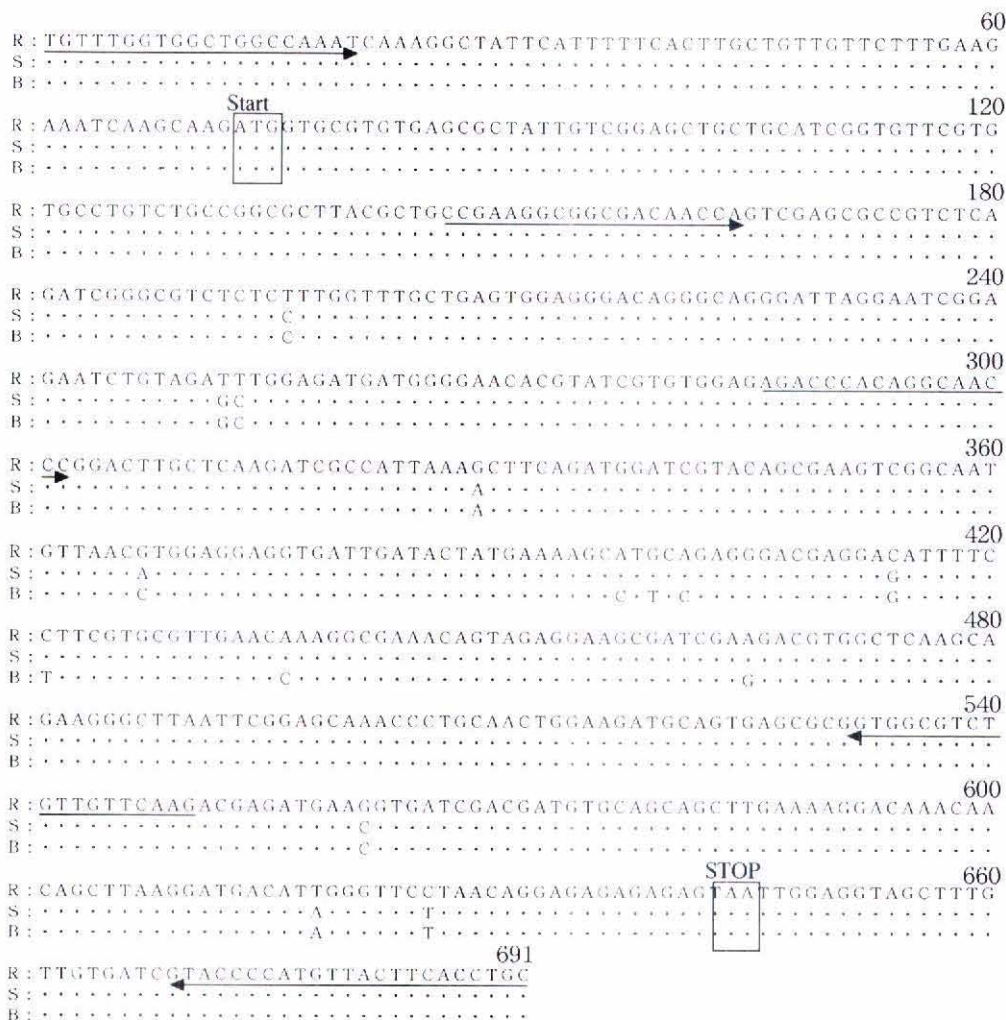 60
R:TGTTTGGTGGCTGGCCAAATCAAAGGCTATTCATTTTTCACTTGCTGTTGTTCTTTGAAG
S:····························································
B:····························································
Start
120
R:AAATCAAGCAAGATGGTGCGTGTGAGCGCTATTGTCGGAGCTGCTGCATCGGTGTTCGTG
S:····························································
B:····························································
180
R:TGCCTGTCTGCCGGCGCTTACGCTGCCGAAGGCGGCGACAACCAGTCGAGCGCCGTCTCA
S:····························································
B:····························································
240
R:GATCGGGCGTCTCTCTTTGGTTTGCTGAGTGGAGGGACAGGGCAGGGATTAGGAATCGGA
S:···············C············································
B:···············C············································
300
R:GAATCTGTAGATTTGGAGATGATGGGGAACACGTATCGTGTGGAGAGACCCACAGGCAAC
S:···········GC···············································
B:···········GC···············································
360
R:CCGGACTTGCTCAAGATCGCCATTAAAGCTTCAGATGGATCGTACAGCGAAGTCGGCAAT
S:···························A································
B:···························A································
420
R:GTTAACGTGGAGGAGGTGATTGATACTATGAAAAGCATGCAGAGGGACGAGGACATTTTC
S:········A············································G······
B:········C···························C·T·C············G······
480
R:CTTCGTGCGTTGAACAAAGGCGAAACAGTAGAGGAAGCGATCGAAGACGTGGCTCAAGCA
S:····························································
B:T··············C····························G···············
540
R:GAAGGGCTTAATTCGGAGCAAACCCTGCAACTGGAAGATGCAGTGAGCGCGGTGGCGTCT
S:····························································
B:····························································
600
R:GTTGTTCAAGACGAGATGAAGGTGATCGACGATGTGCAGCAGCTTGAAAAGGACAAACAA
S:····················C·······································
B:····················C·······································
STOP
660
R:CAGCTTAAGGATGACATTGGGTTCCTAACAGGAGAGAGAGAGTAATTGGAGGTAGCTTTG
S:·················A······T···································
B:·················A······T···································
691
R:TTGTGATCGTACCCCATGTTACTTCACCTGC
S:·······························
B:·······························